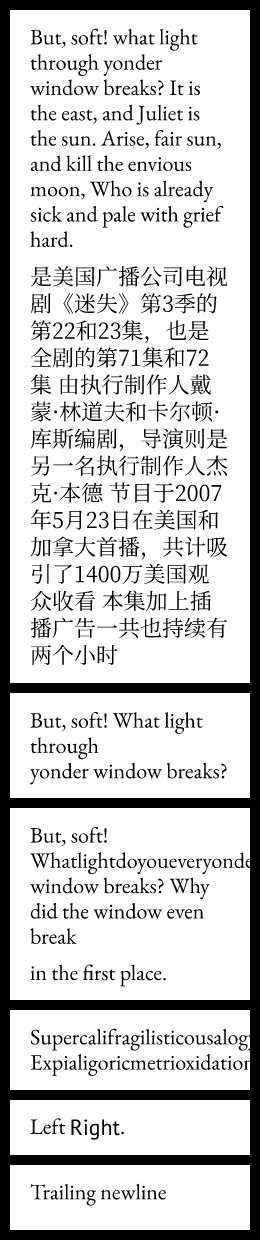 But, soft! what light
through yonder
window breaks? It is
the east, and Juliet is
the sun. Arise, fair sun,
and kill the envious
moon, Who is already
sick and pale with grief
hard.
是美国广播公司电视
剧《迷失》第3季的
第22和23集，也是
全剧的第71集和72
集 由执行制作人戴
蒙·林道夫和卡尔顿·
库斯编剧，导演则是
另一名执行制作人杰
克·本德 节目于2007
年5月23日在美国和
加拿大首播，共计吸
引了1400万美国观
众收看 本集加上插
播广告一共也持续有
两个小时
But, soft! What light
through
yonder window breaks?
But, soft!
Whatlightdoyoueveryonde
window breaks? Why
did the window even
break
in the first place.
Supercalifragilisticousalog
Expialigoricmetrioxidation
Left Right.
Trailing newline